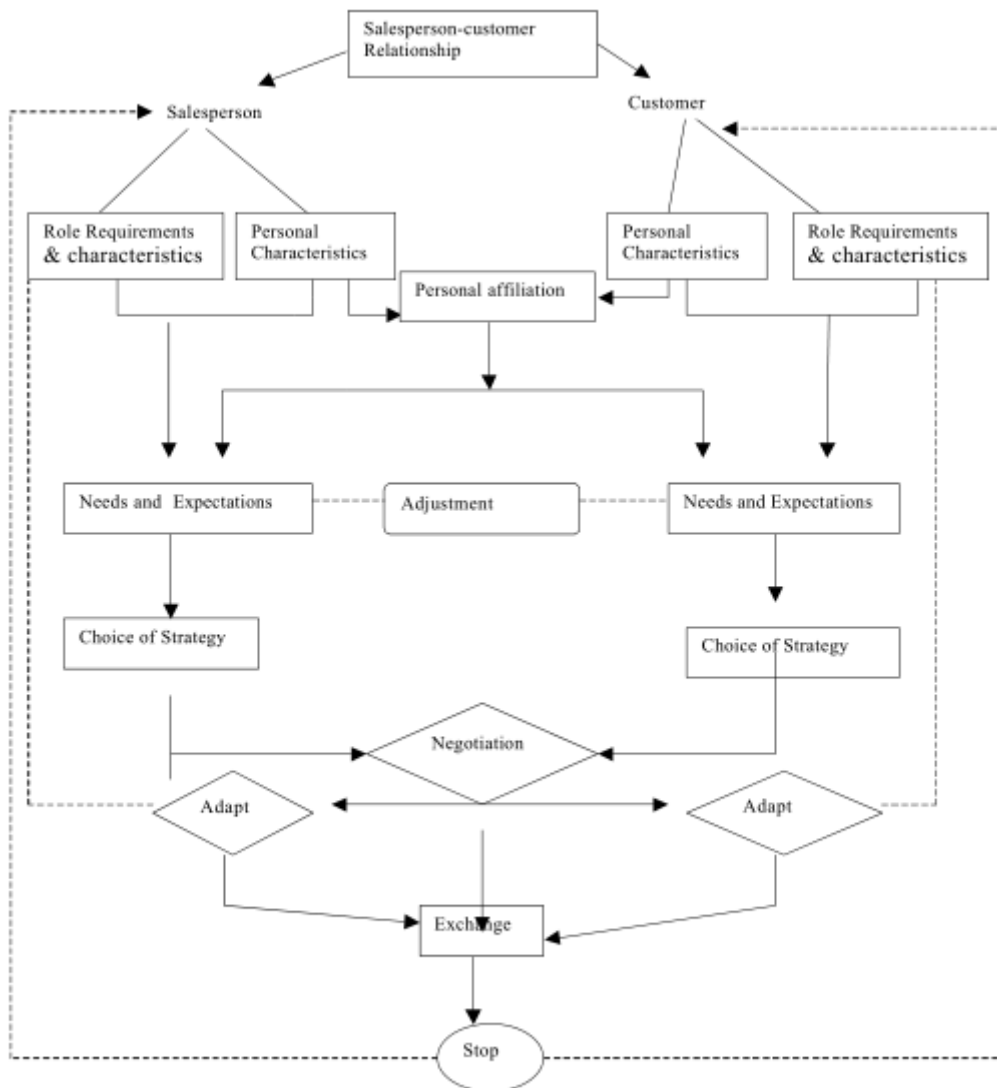 Salesperson-customer
Relationship
Salesperson
Customer
Role Requirements
& characteristics
Personal
Characteristics
Personal
Characteristics
Role Requirements
& characteristics
Personal affiliation
Needs and Expectations
Adjustment
Needs and Expectations
Choice of Strategy
Choice of Strategy
Negotiation
Adapt
Adapt
Exchange
Stop